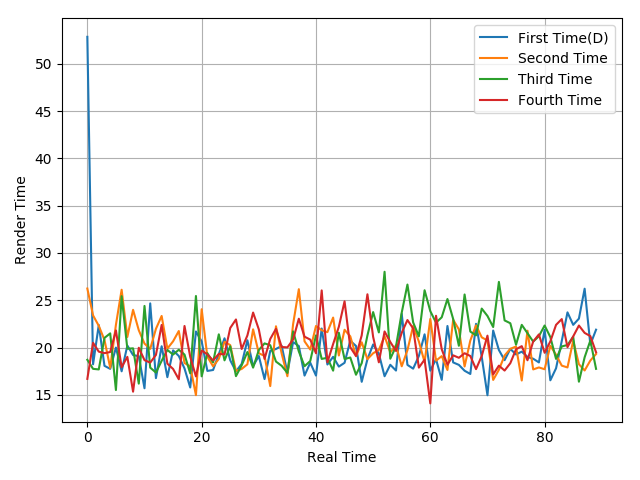 First Time(D)
Second Time
Third Time
Fourth Time
50
45
40
35
30
25
20
15
Render Time
0 20 40 60 80
Real Time